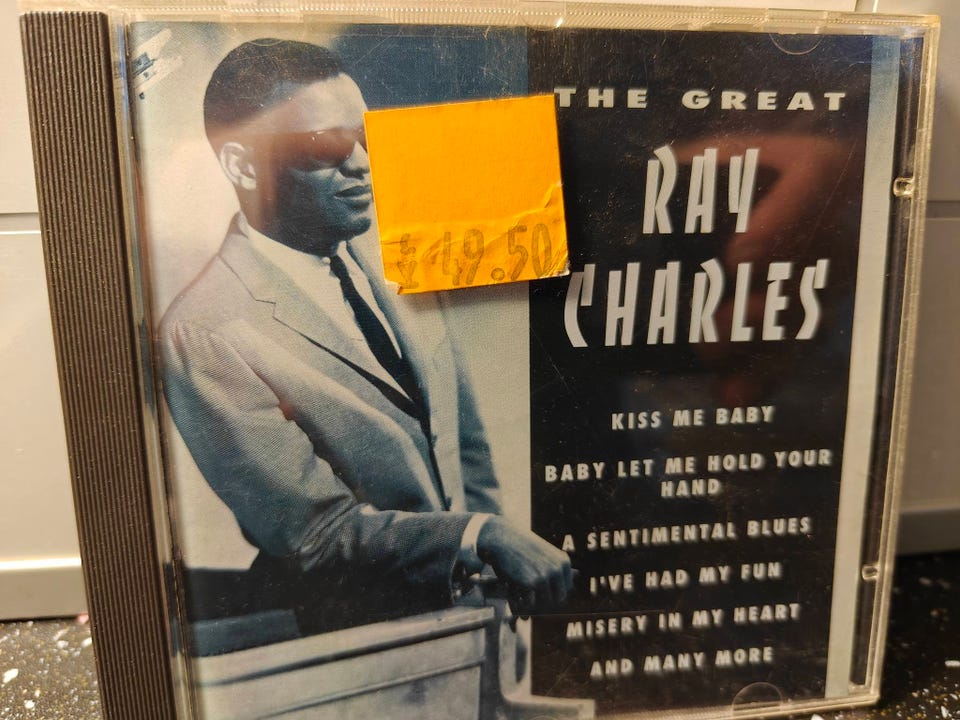 THE GREAT
RAY
CHARLES
49.50
KISS ME BABY
BABY LET ME HOLD YOUR
HAND
A SENTIMENTAL BLUES
I'VE HAD MY FUN
MISERY IN MY HEART
AND MANY MORE